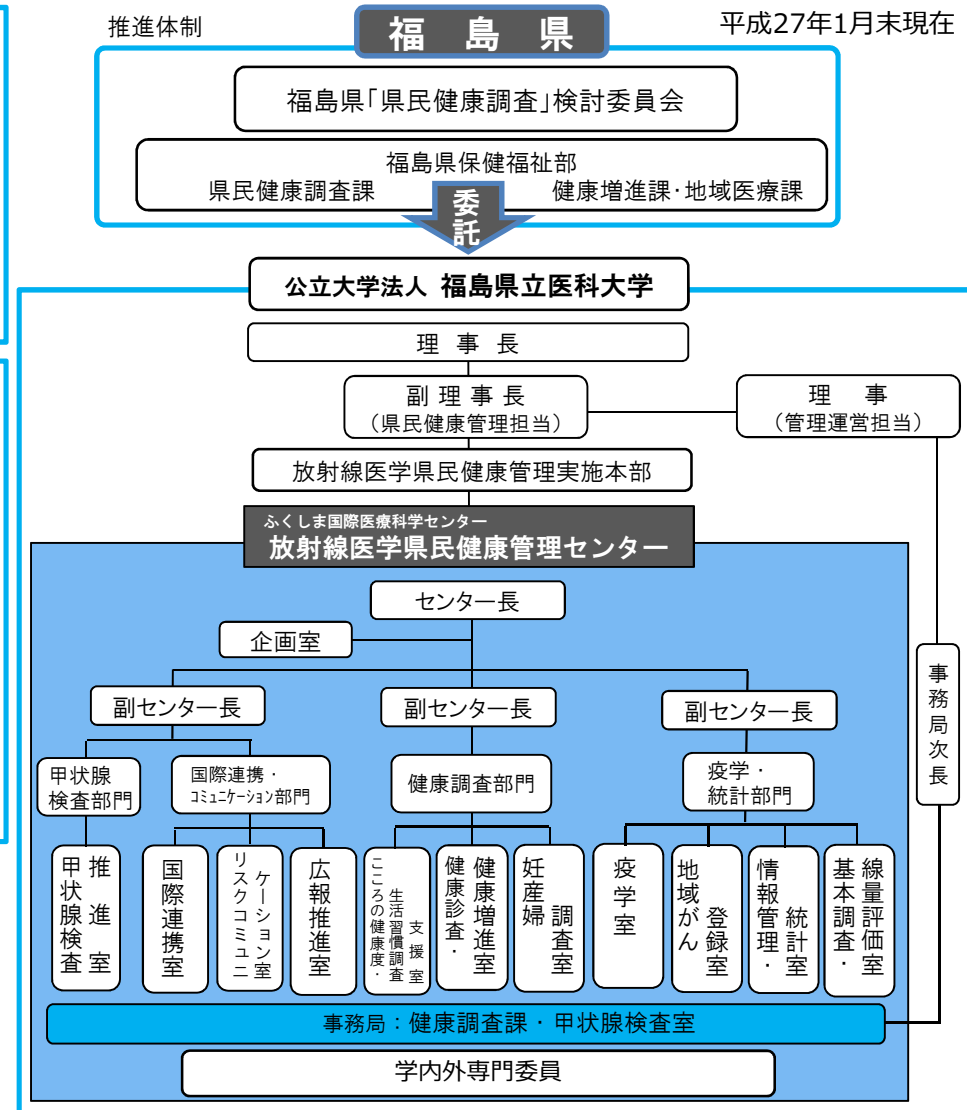 推進体制
福島県
平成27年1月末現在
福島県「県民健康調査」検討委員会
福島県保健福祉部
県民健康調査課
健康増進課・地域医療課
委託
公立大学法人 福島県立医科大学
理事長
副理事長
（県民健康管理担当）
理事
（管理運営担当）
放射線医学県民健康管理実施本部
ふくしま国際医療科学センター
放射線医学県民健康管理センター
センター長
企画室
副センター長
副センター長
副センター長
事務局次長
甲状腺
検査部門
国際連携・
ｺﾐｭﾆｹｰｼｮﾝ部門
健康調査部門
疫学・
統計部門
甲状腺検査
推進室
国際連携室
リスクコミュニ
ケーション室
広報推進室
こころの健康度・
生活習慣調査
支援室
健康診査・
健康増進室
妊産婦
調査室
疫学室
地域がん
登録室
情報管理・
統計室
基本調査・
線量評価室
事務局：健康調査課・甲状腺検査室
学内外専門委員